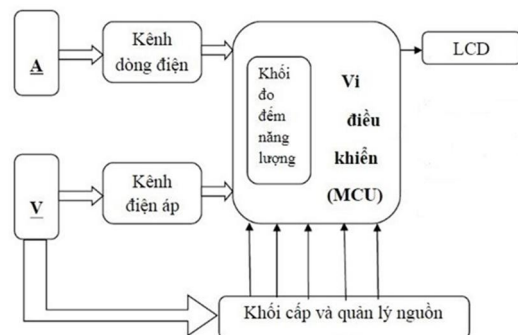 A
Kênh
dòng điện
Khối
đo
đếm
năng
lượng
Vi
điều
khiển
(MCU)
LCD
V
Kênh
điện áp
Khối cấp và quản lý nguồn